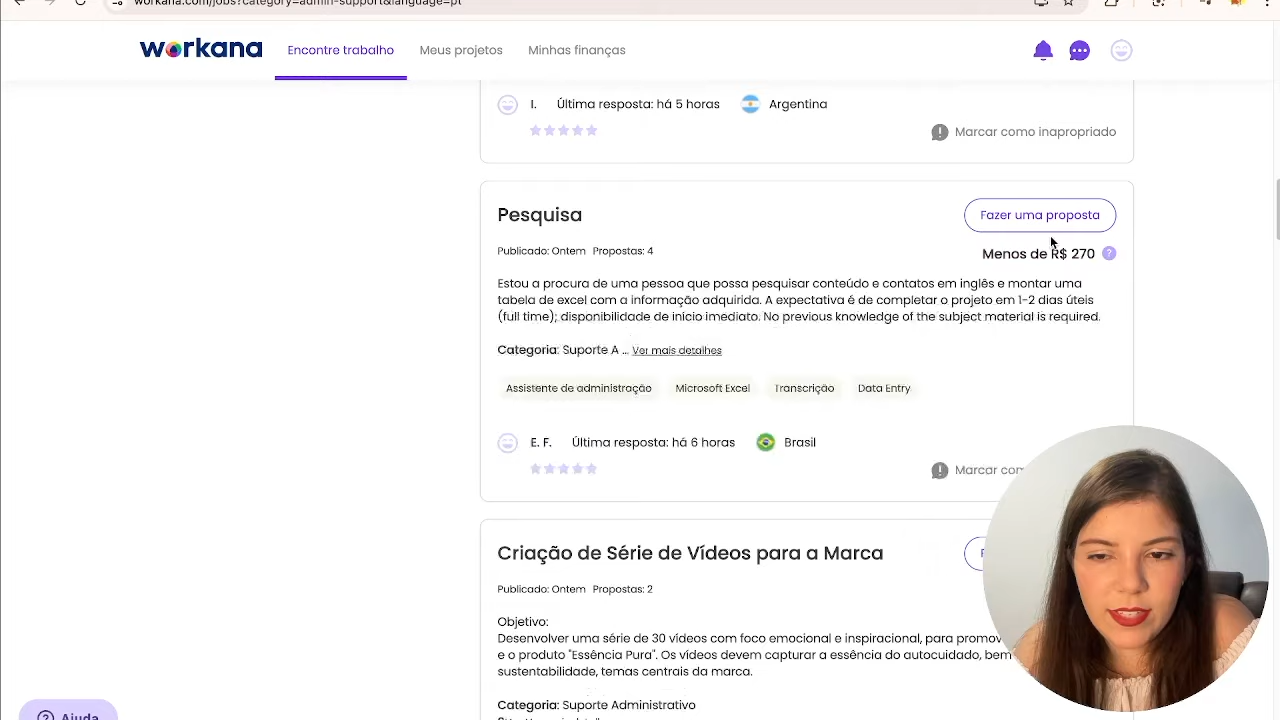 workana.com/jobs?category=admin-support&language=pt
workana
Encontre trabalho
Meus projetos
Minhas finanças
I.
Última resposta: há 5 horas
Argentina
Marcar como inapropriado
Pesquisa
Fazer uma proposta
Publicado: Ontem Propostas: 4
Menos de R$ 270
Estou a procura de uma pessoa que possa pesquisar conteúdo e contatos em inglês e montar uma
tabela de excel com a informação adquirida. A expectativa é de completar o projeto em 1-2 dias úteis
(full time); disponibilidade de início imediato. No previous knowledge of the subject material is required.
Categoria: Suporte A ... Ver mais detalhes
Assistente de administração
Microsoft Excel
Transcrição
Data Entry
E. F.
Última resposta: há 6 horas
Brasil
Marcar com
Criação de Série de Vídeos para a Marca
Publicado: Ontem Propostas: 2
Objetivo:
Desenvolver uma série de 30 vídeos com foco emocional e inspiracional, para promov
e o produto "Essência Pura". Os vídeos devem capturar a essência do autocuidado, bem
sustentabilidade, temas centrais da marca.
Categoria: Suporte Administrativo
Ajuda